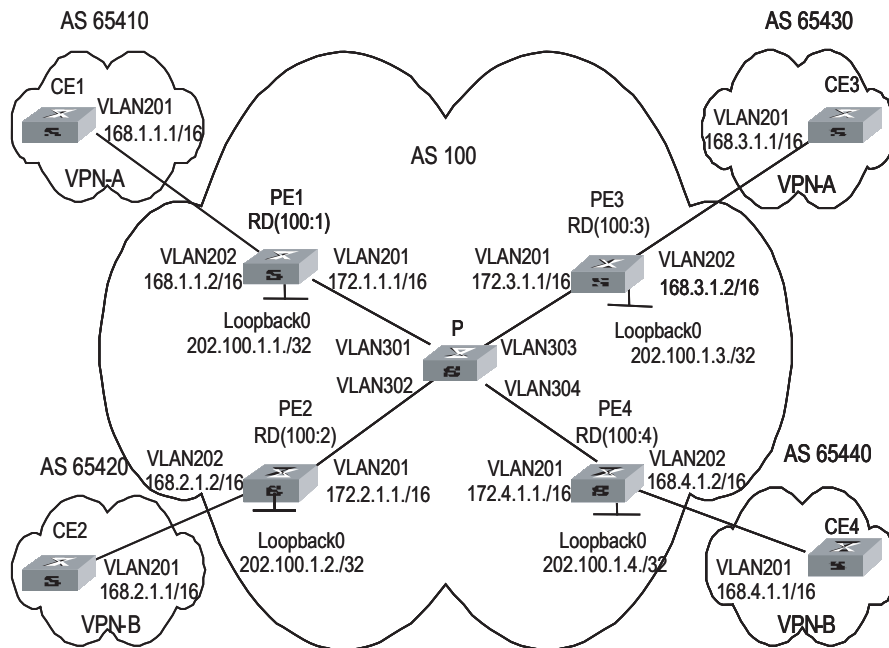 AS 65410
CE1
VLAN201
168.1.1.1/16
VPN-A
AS 65430
CE3
VLAN201
168.3.1.1/16
VPN-A
AS 100
PE1
RD(100:1)
VLAN202
168.1.1.2/16
VLAN201
172.1.1.1/16
Loopback0
202.100.1.1./32
PE3
RD(100:3)
VLAN201
172.3.1.1/16
VLAN202
168.3.1.2/16
Loopback0
202.100.1.3./32
P
VLAN301
VLAN303
VLAN302
VLAN304
PE2
RD(100:2)
VLAN202
168.2.1.2/16
VLAN201
172.2.1.1/16
Loopback0
202.100.1.2./32
PE4
RD(100:4)
VLAN201
172.4.1.1./16
VLAN202
168.4.1.2/16
Loopback0
202.100.1.4./32
AS 65420
CE2
VLAN201
168.2.1.1/16
VPN-B
AS 65440
CE4
VLAN201
168.4.1.1/16
VPN-B